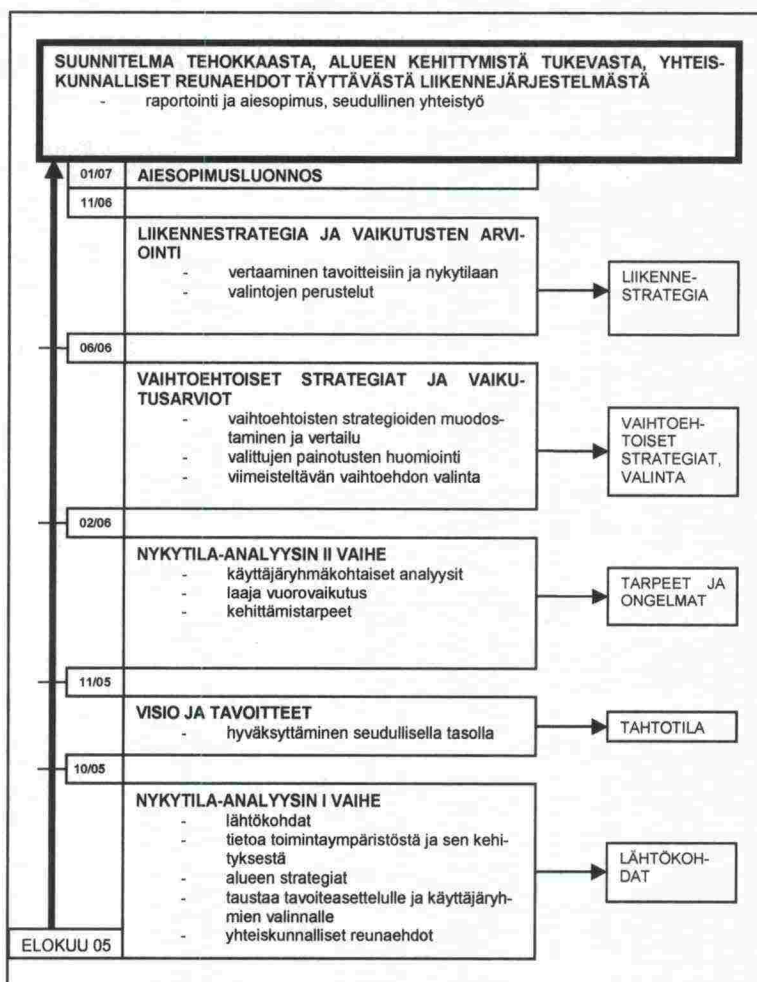 SUUNNITELMA TEHOKKAASTA, ALUEEN KEHITTYMISTÄ TUKEVASTA, YHTEIS-
KUNNALLISET REUNAEHDOT TÄYTTÄVÄSTÄ LIIKENNEJÄRJESTELMÄSTÄ
- raportointi ja aiesopimus, seudullinen yhteistyö
01/07 AIESOPIMUSLUONNOS
11/06
LIIKENNESTRATEGIA JA VAIKUTUSTEN ARVI-
OINTI
- vertaaminen tavoitteisiin ja nykytilaan
- valintojen perustelut
LIIKENNE-
STRATEGIA
06/06
VAIHTOEHTOISET STRATEGIAT JA VAIKU-
TUSARVIOT
- vaihtoehtoisten strategioiden muodos-
taminen ja vertailu
- valittujen painotusten huomiointi
- viimeisteltävän vaihtoehdon valinta
VAIHTOEH-
TOISET
STRATEGIAT,
VALINTA
02/06
NYKYTILA-ANALYYSIN II VAIHE
- käyttäjäryhmäkohtaiset analyysit
- laaja vuorovaikutus
- kehittämistarpeet
TARPEET JA
ONGELMAT
11/05
VISIO JA TAVOITTEET
- hyväksyttäminen seudullisella tasolla
TAHTOTILA
10/05
NYKYTILA-ANALYYSIN I VAIHE
- lähtökohdat
- tietoa toimintaympäristöstä ja sen kehi-
tyksestä
- alueen strategiat
- taustaa tavoiteasettelulle ja käyttäjäryh-
mien valinnalle
- yhteiskunnalliset reunaehdot
LÄHTÖKOH-
DAT
ELOKUU 05